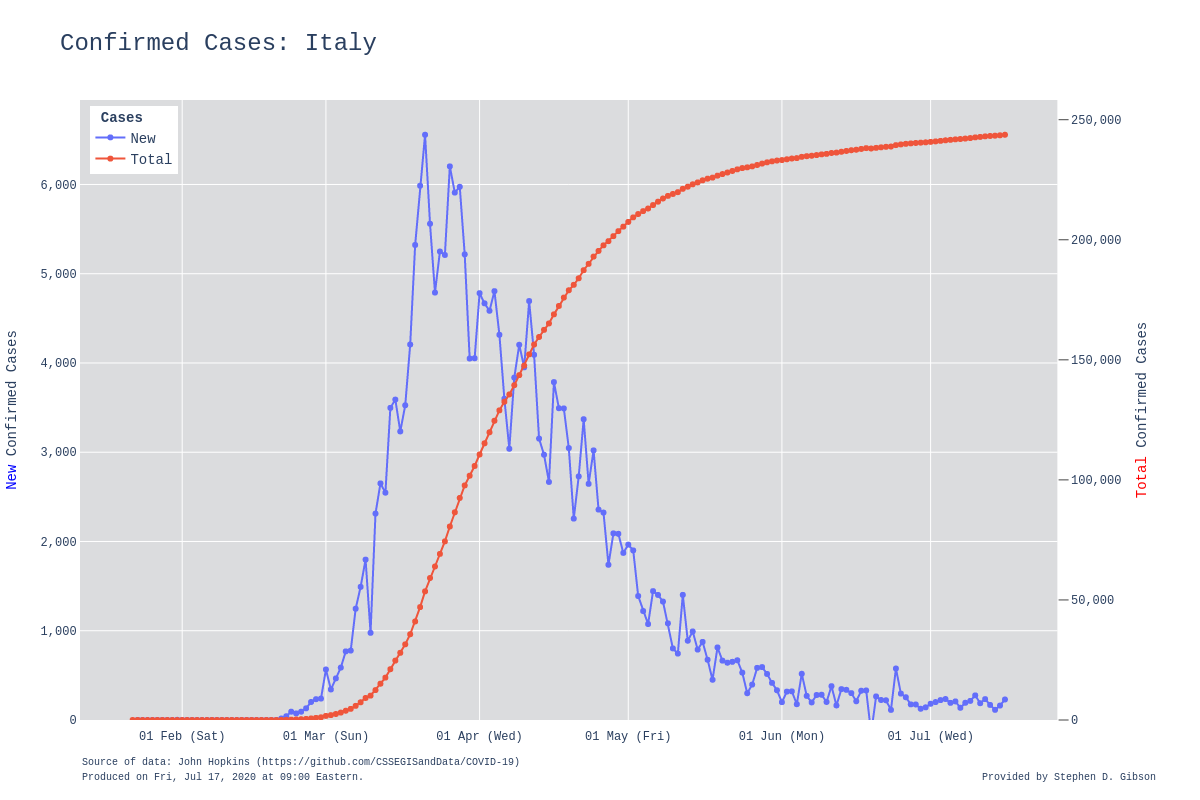 Confirmed Cases: Italy
Cases
New
Total
6,000
5,000
4,000
3,000
2,000
1,000
0
250,000
200,000
150,000
100,000
50,000
0
New Confirmed Cases
Total Confirmed Cases
01 Feb (Sat)
01 Mar (Sun)
01 Apr (Wed)
01 May (Fri)
01 Jun (Mon)
01 Jul (Wed)
Source of data: John Hopkins (https://github.com/CSSEGISandData/COVID-19)
Produced on Fri, Jul 17, 2020 at 09:00 Eastern.
Provided by Stephen D. Gibson